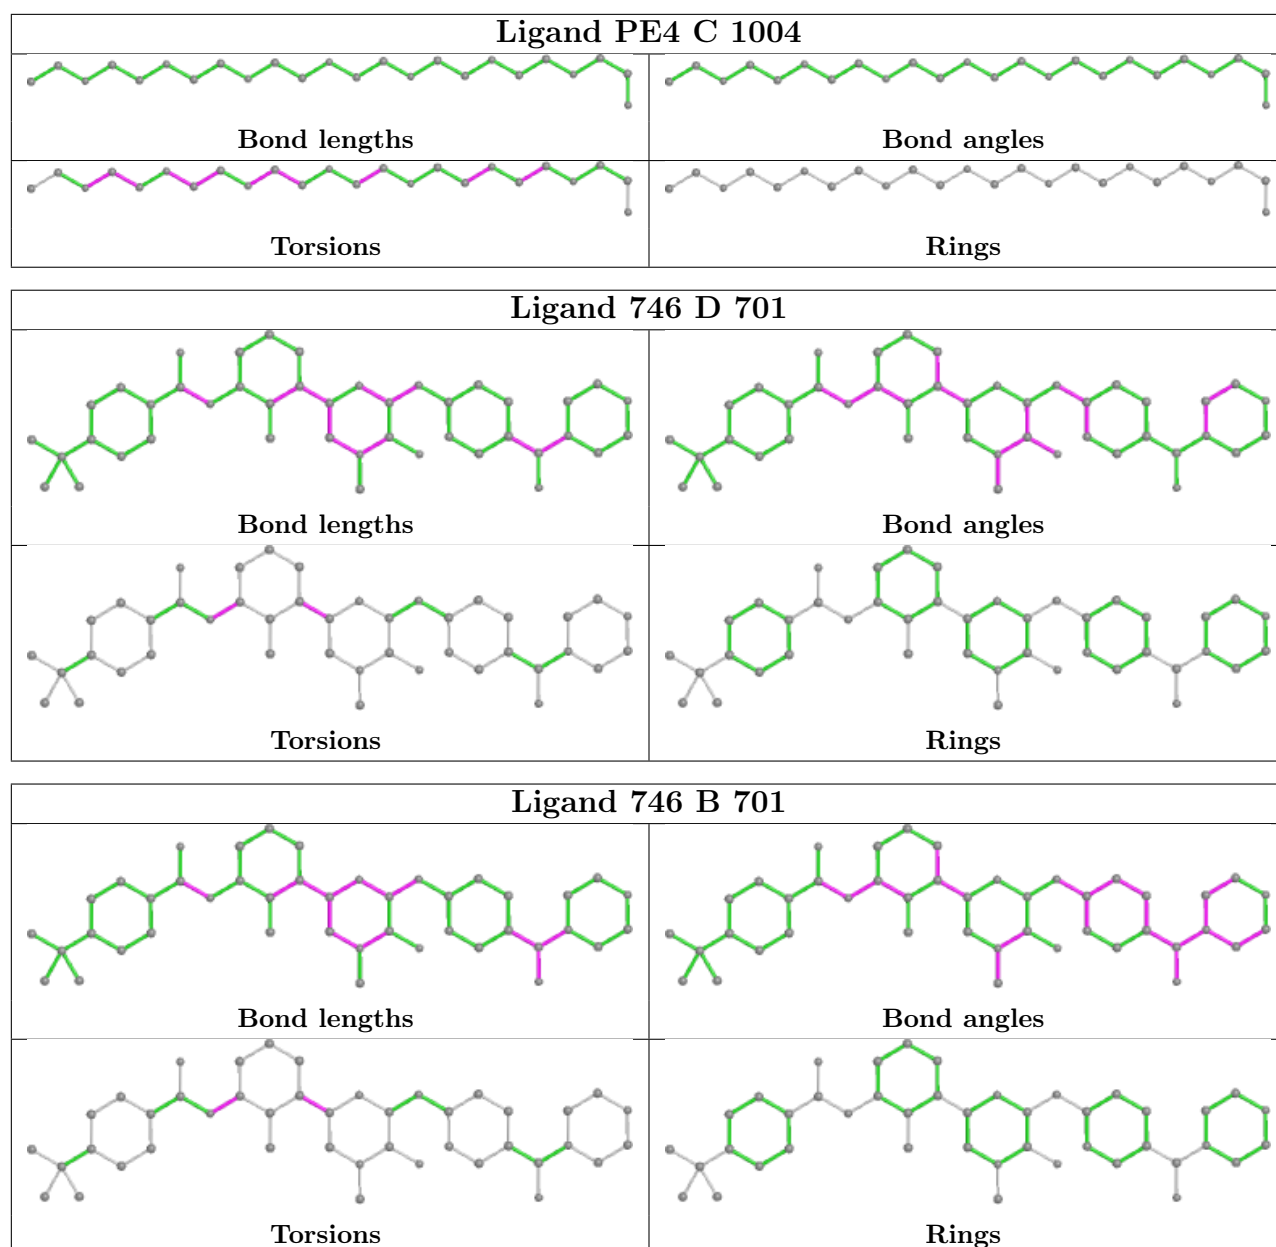 Ligand PE4 C 1004
Bond lengths
Bond angles
Torsions
Rings
Ligand 746 D 701
Bond lengths
Bond angles
Torsions
Rings
Ligand 746 B 701
Bond lengths
Bond angles
Torsions
Rings